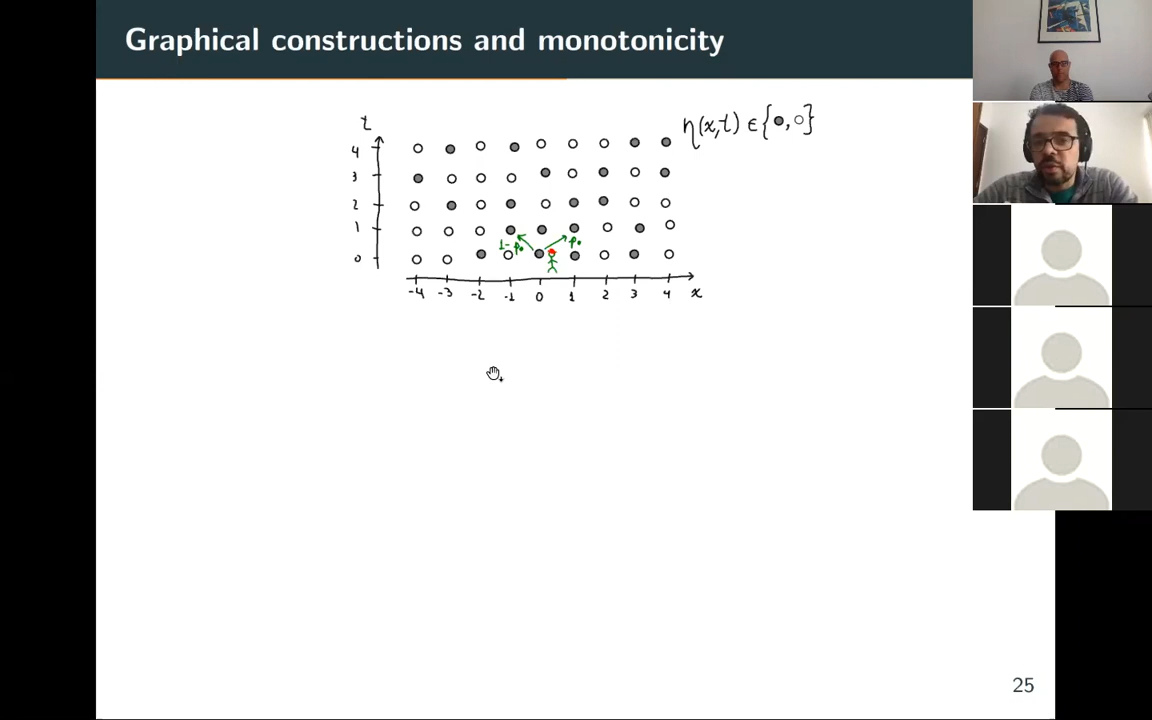 Graphical constructions and monotonicity
t
η(x,t) ∈ {●,○}
4
3
2
1
0
1-p• p•
-4 -3 -2 -1 0 1 2 3 4 x
25